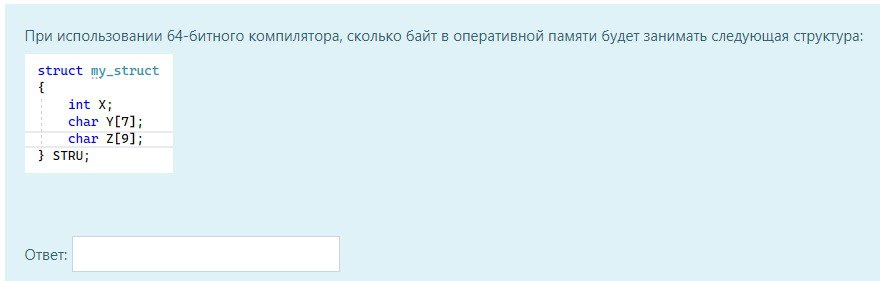 При использовании 64-битного компилятора, сколько байт в оперативной памяти будет занимать следующая структура:
struct my_struct
{
int X;
char Y[7];
char Z[9];
} STRU;
Ответ: